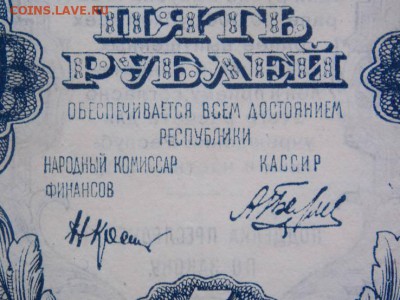 COINS.LAVE.RU
ПЯТЬ
РУБЛЕЙ
ОБЕСПЕЧИВАЕТСЯ ВСЕМ ДОСТОЯНИЕМ
РЕСПУБЛИКИ
НАРОДНЫЙ КОМИССАР КАССИР
ФИНАНСОВ